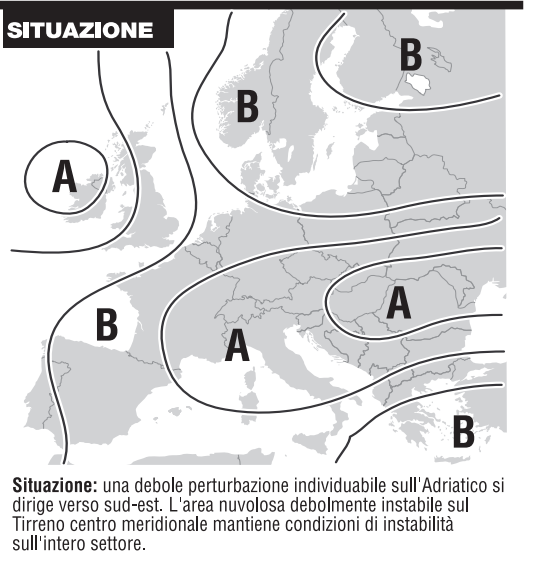 SITUAZIONE
B
B
A
A
B
A
B
Situazione: una debole perturbazione individuabile sull'Adriatico si
dirige verso sud-est. L'area nuvolosa debolmente instabile sul
Tirreno centro meridionale mantiene condizioni di instabilità
sull'intero settore.